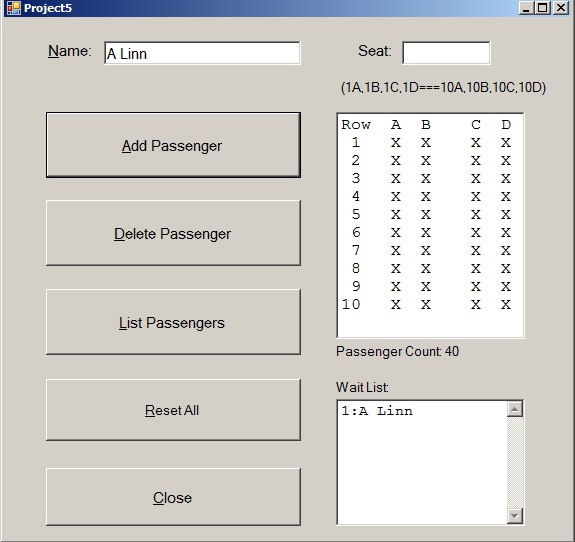 Project5
Name: A Linn
Seat:
(1A,1B,1C,1D===10A,10B,10C,10D)
Add Passenger
Delete Passenger
List Passengers
Reset All
Close
Row A B C D
1 X X X X
2 X X X X
3 X X X X
4 X X X X
5 X X X X
6 X X X X
7 X X X X
8 X X X X
9 X X X X
10 X X X X
Passenger Count: 40
Wait List:
1:A Linn